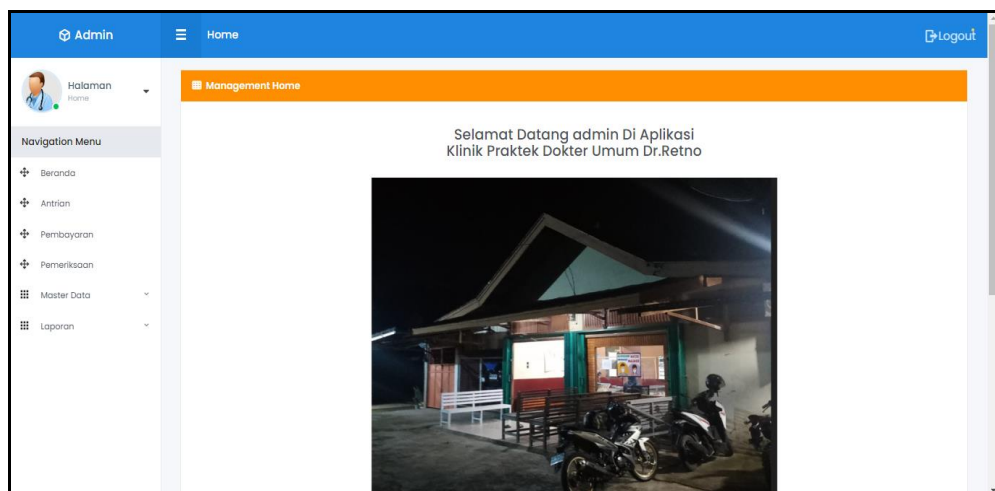 Admin
Home
Logout
Halaman
Home
Management Home
Navigation Menu
Selamat Datang admin Di Aplikasi
Klinik Praktek Dokter Umum Dr.Retno
Beranda
Antrian
Pembayaran
Pemeriksaan
Master Data
Laporan